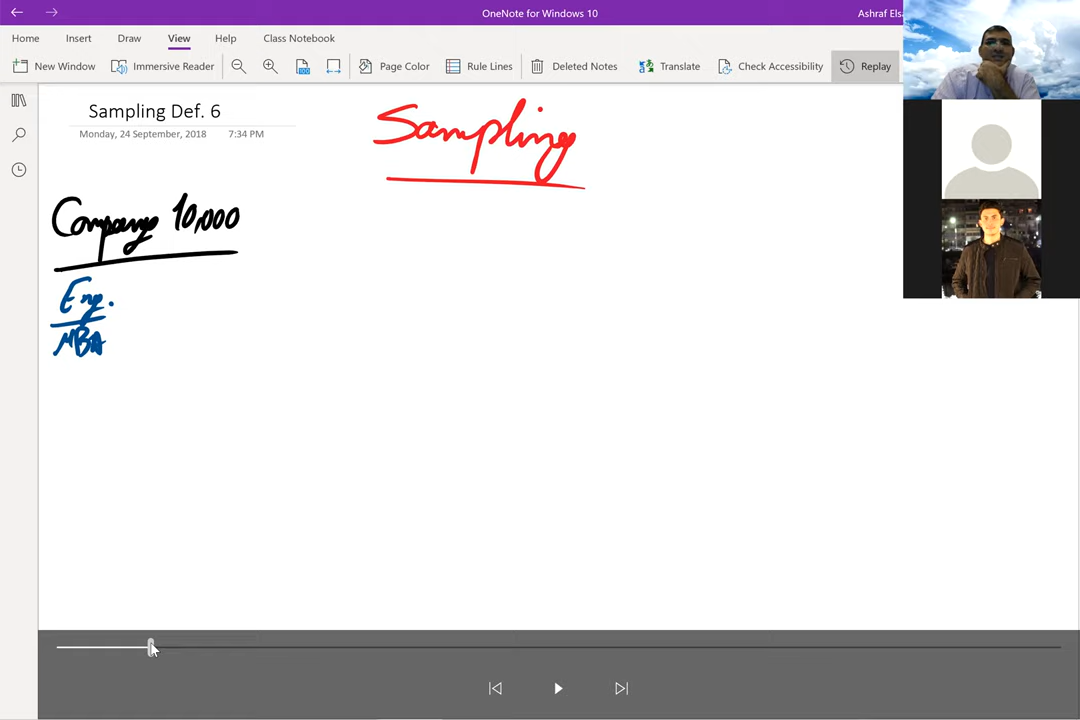 OneNote for Windows 10
Ashraf Elsa
Home Insert Draw View Help Class Notebook
New Window Immersive Reader Page Color Rule Lines Deleted Notes Translate Check Accessibility Replay
Sampling Def. 6
Monday, 24 September, 2018 7:34 PM
Sampling
Company 10,000
Eng.
MBA